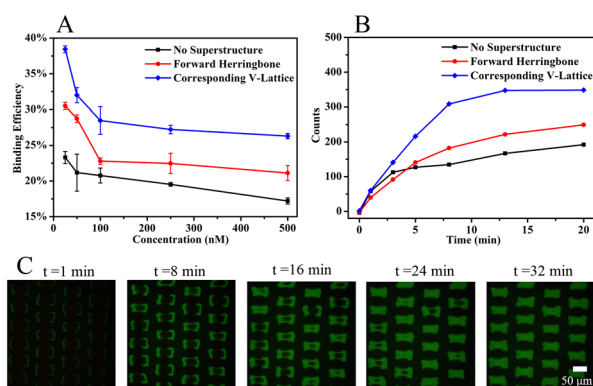 A
B
40%
35%
30%
25%
20%
15%
0
100
200
300
400
500
Concentration (nM)
Binding Efficiency
No Superstructure
Forward Herringbone
Corresponding V-Lattice
500
400
300
200
100
0
0
5
10
15
20
Time (min)
Counts
No Superstructure
Forward Herringbone
Corresponding V-Lattice
C
t =1 min
t =8 min
t =16 min
t =24 min
t =32 min
50 μm